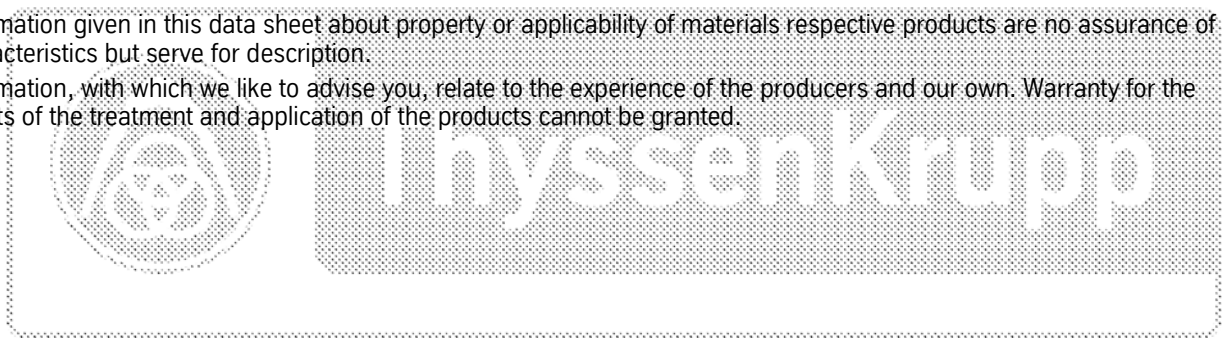 mation given in this data sheet about property or applicability of materials respective products are no assurance of
acteristics but serve for description.
mation, with which we like to advise you, relate to the experience of the producers and our own. Warranty for the
ts of the treatment and application of the products cannot be granted.
ThyssenKrupp